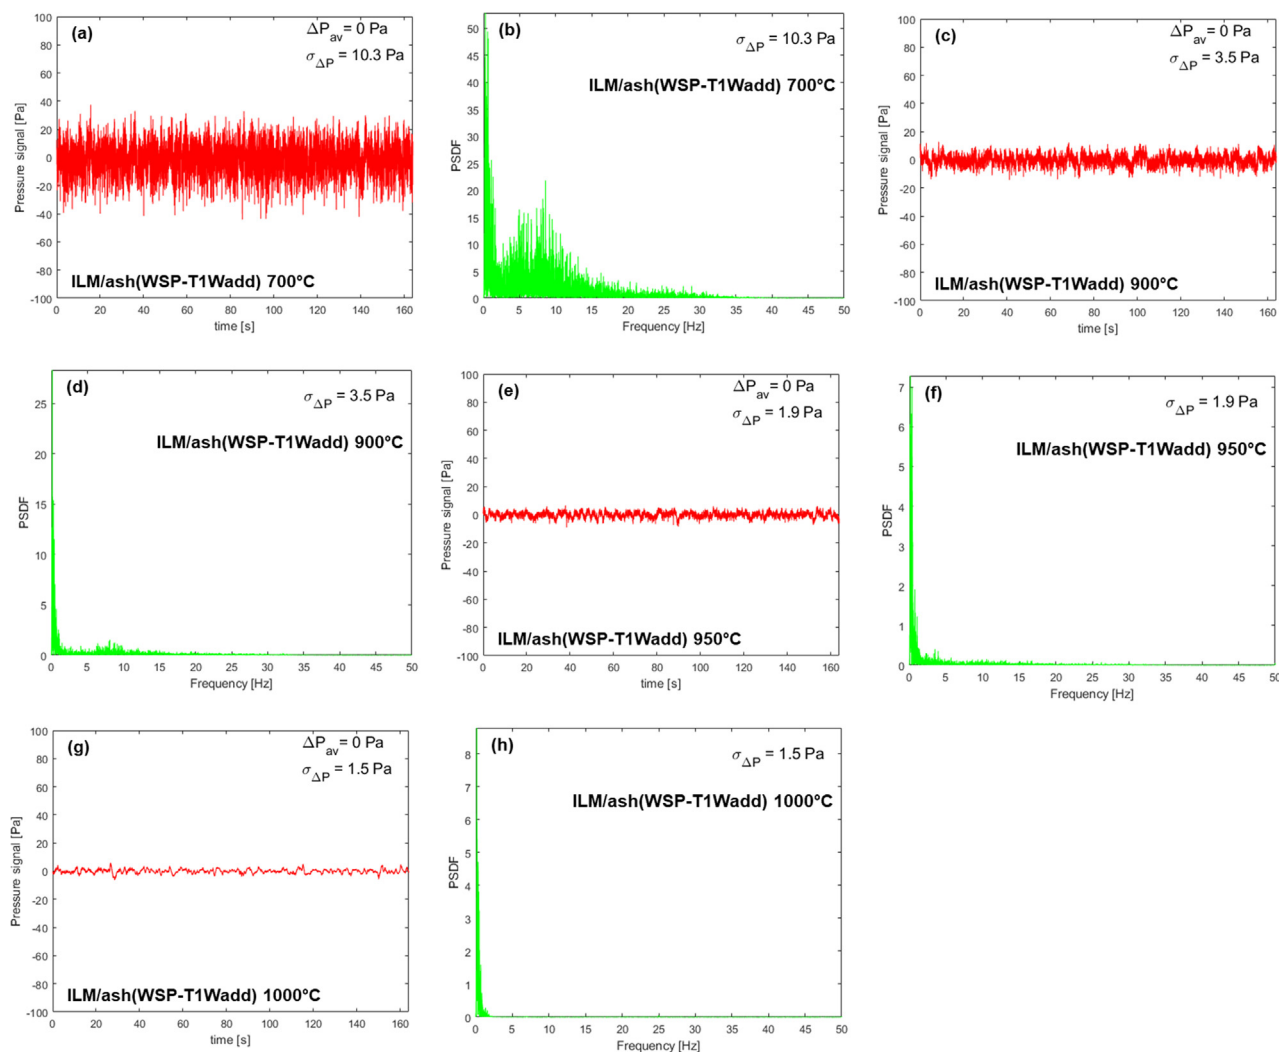 (a)
ΔP_av = 0 Pa
σ_ΔP = 10.3 Pa
100
80
60
40
20
0
-20
-40
-60
-80
-100
Pressure signal [Pa]
ILM/ash(WSP-T1Wadd) 700°C
0 20 40 60 80 100 120 140 160
time [s]
(b)
σ_ΔP = 10.3 Pa
ILM/ash(WSP-T1Wadd) 700°C
50
45
40
35
30
25
20
15
10
5
0
PSDF
0 5 10 15 20 25 30 35 40 45 50
Frequency [Hz]
(c)
ΔP_av = 0 Pa
σ_ΔP = 3.5 Pa
100
80
60
40
20
0
-20
-40
-60
-80
-100
Pressure signal [Pa]
ILM/ash(WSP-T1Wadd) 900°C
0 20 40 60 80 100 120 140 160
time [s]
(d)
σ_ΔP = 3.5 Pa
ILM/ash(WSP-T1Wadd) 900°C
25
20
15
10
5
0
PSDF
0 5 10 15 20 25 30 35 40 45 50
Frequency [Hz]
(e)
ΔP_av = 0 Pa
σ_ΔP = 1.9 Pa
100
80
60
40
20
0
-20
-40
-60
-80
-100
Pressure signal [Pa]
ILM/ash(WSP-T1Wadd) 950°C
0 20 40 60 80 100 120 140 160
time [s]
(f)
σ_ΔP = 1.9 Pa
ILM/ash(WSP-T1Wadd) 950°C
7
6
5
4
3
2
1
0
PSDF
0 5 10 15 20 25 30 35 40 45 50
Frequency [Hz]
(g)
ΔP_av = 0 Pa
σ_ΔP = 1.5 Pa
100
80
60
40
20
0
-20
-40
-60
-80
-100
Pressure signal [Pa]
ILM/ash(WSP-T1Wadd) 1000°C
0 20 40 60 80 100 120 140 160
time [s]
(h)
σ_ΔP = 1.5 Pa
ILM/ash(WSP-T1Wadd) 1000°C
8
7
6
5
4
3
2
1
0
PSDF
0 5 10 15 20 25 30 35 40 45 50
Frequency [Hz]